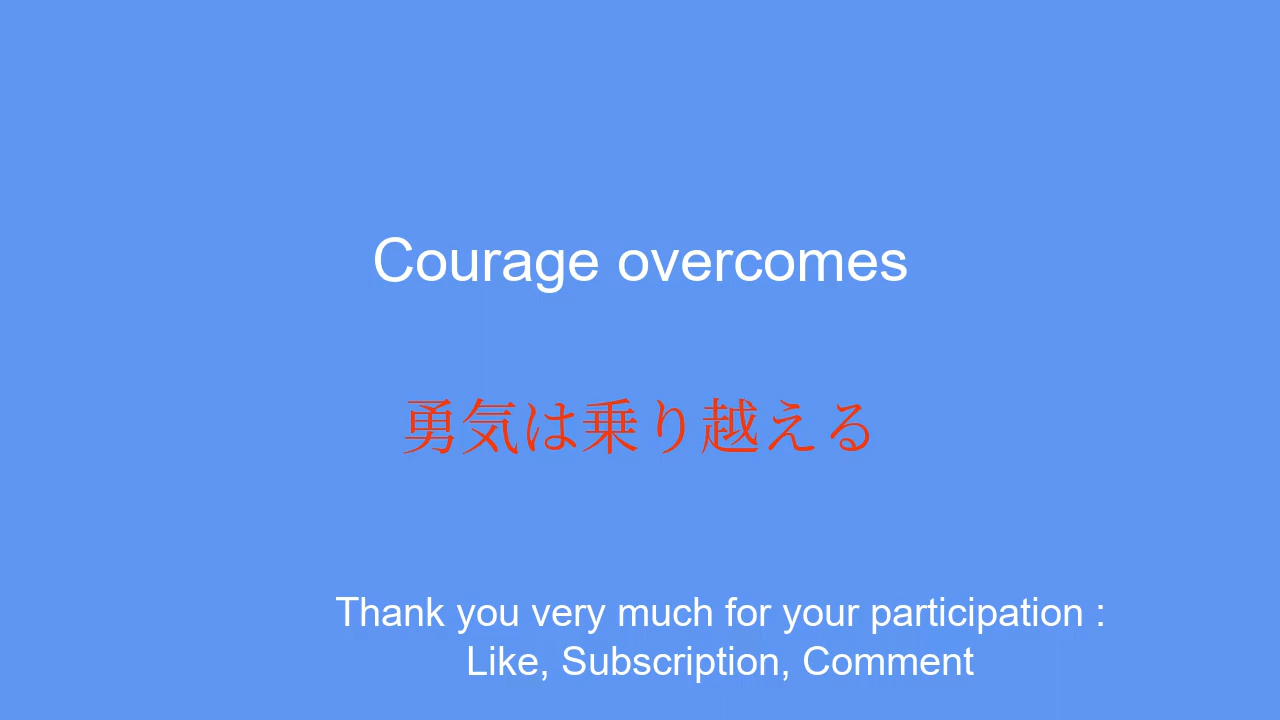 Courage overcomes
勇気は乗り越える
Thank you very much for your participation :
Like, Subscription, Comment